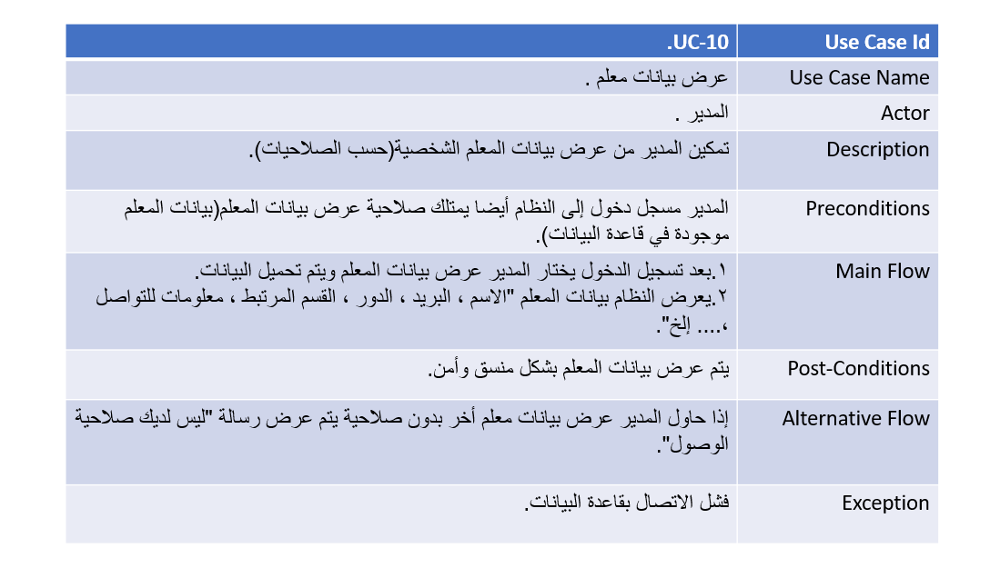 Use Case Id
UC-10.
Use Case Name
عرض بيانات معلم .
Actor
المدير .
Description
تمكين المدير من عرض بيانات المعلم الشخصية(حسب الصلاحيات).
Preconditions
المدير مسجل دخول إلى النظام أيضا يمتلك صلاحية عرض بيانات المعلم(بيانات المعلم
موجودة في قاعدة البيانات).
Main Flow
١.بعد تسجيل الدخول يختار المدير عرض بيانات المعلم ويتم تحميل البيانات.
٢.يعرض النظام بيانات المعلم "الاسم ، البريد ، الدور ، القسم المرتبط ، معلومات للتواصل
،.... إلخ".
Post-Conditions
يتم عرض بيانات المعلم بشكل منسق وأمن.
Alternative Flow
إذا حاول المدير عرض بيانات معلم أخر بدون صلاحية يتم عرض رسالة "ليس لديك صلاحية
الوصول".
Exception
فشل الاتصال بقاعدة البيانات.